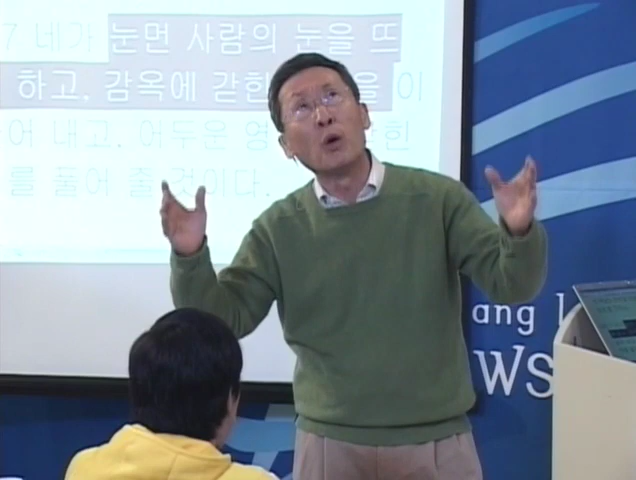 7 네가 눈먼 사람의 눈을 뜨
하고, 감옥에 갇힌 이
어 내고, 어두운
를 풀어 줄 것이다.
ang
WS